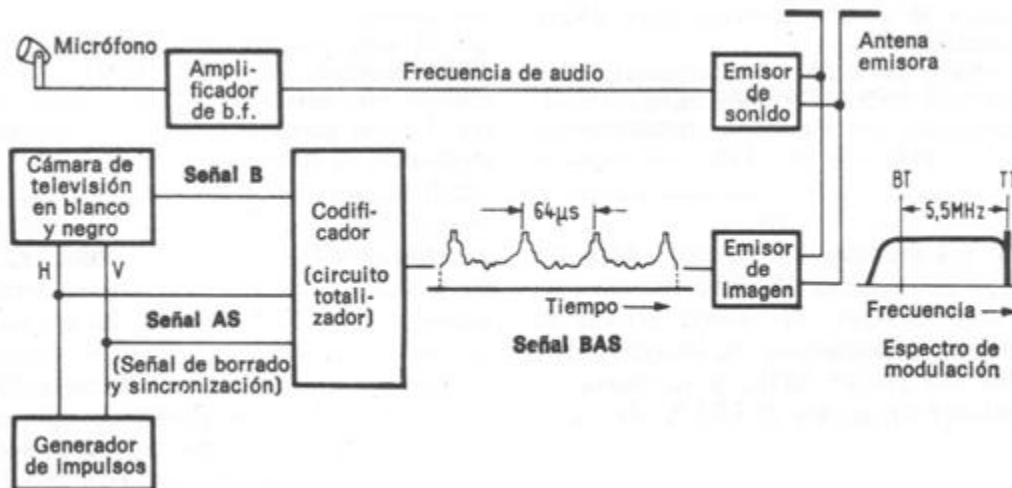 Micrófono
Ampli-
ficador
de b.f.
Frecuencia de audio
Emisor
de
sonido
Antena
emisora
Cámara de
televisión
en blanco
y negro
Señal B
Codifi-
cador
(circuito
totali-
zador)
64µs
Tiempo
Señal BAS
Emisor
de
Imagen
BT
5,5MHz
Frecuencia
Espectro de
modulación
H
V
Señal AS
(Señal de borrado
y sincronización)
Generador
de impulsos